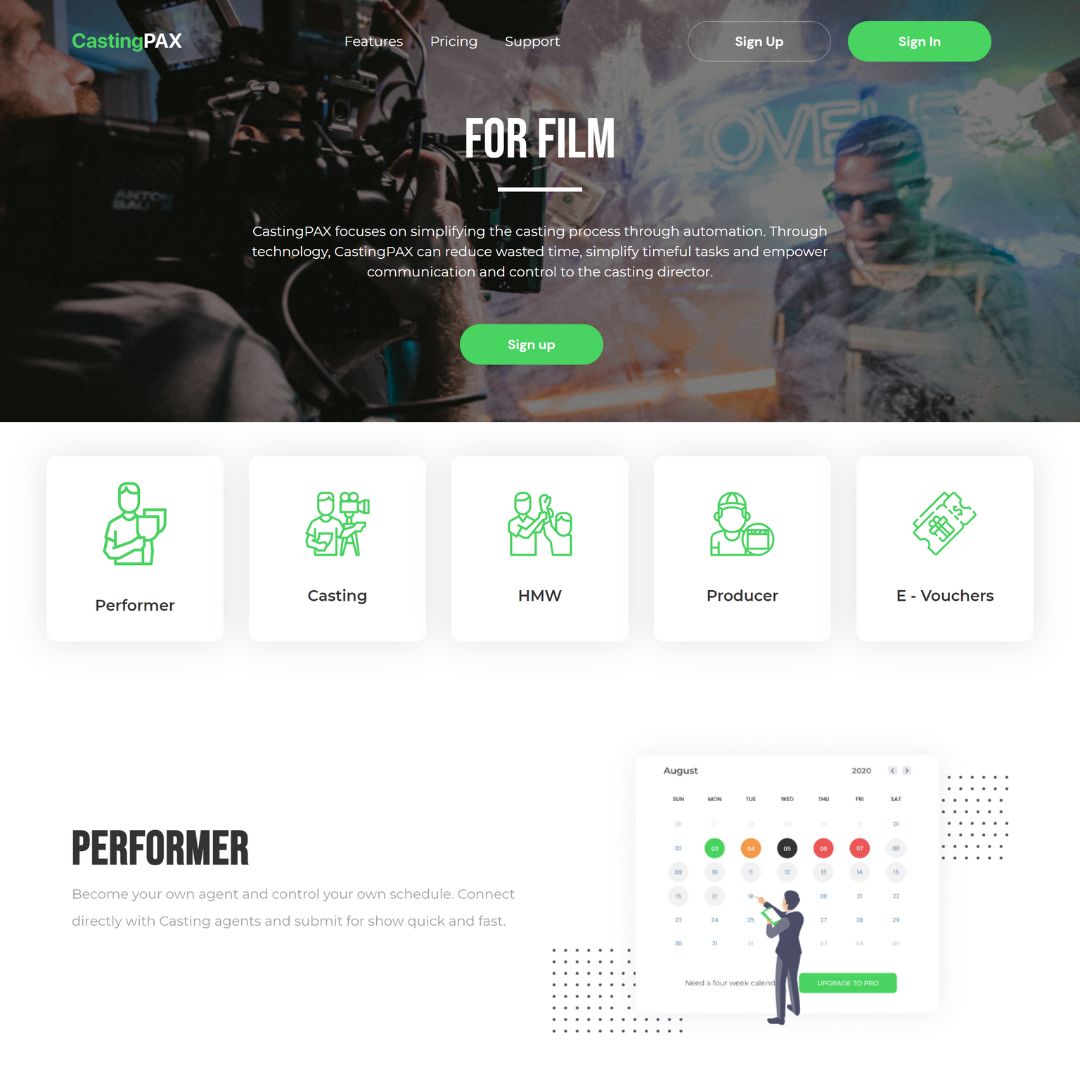 CastingPAX
Features Pricing Support
Sign Up
Sign In
LOVE
FOR FILM
CastingPAX focuses on simplifying the casting process through automation. Through
technology, CastingPAX can reduce wasted time, simplify timeful tasks and empower
communication and control to the casting director.
Sign up
Performer
Casting
HMW
Producer
E - Vouchers
PERFORMER
Become your own agent and control your own schedule. Connect
directly with Casting agents and submit for show quick and fast.
August 2020 < >
SUN MON TUE WED THU FRI SAT
26 27 28 29 30 31 01
02 03 04 05 06 07 08
09 10 11 12 13 14 15
16 17 18 20 21 22
23 24 25 27 28 29
30 31 01 03 04 05
Need a four week calend
UPGRADE TO PRO